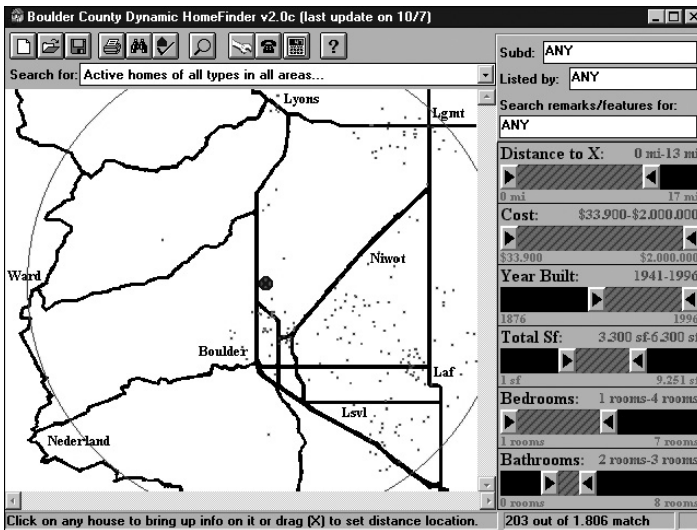 Boulder County Dynamic HomeFinder v2.0c (last update on 10/7)
Search for: Active homes of all types in all areas...
Subd: ANY
Listed by: ANY
Search remarks/features for:
ANY
Lyons
Lgmt
Niwot
Ward
Boulder
Laf
Lsvl
Nederland
Distance to X: 0 mi-13 mi
0 mi 17 mi
Cost: $33.900-$2.000.000
$33.900 $2.000.000
Year Built: 1941-1996
1876 1996
Total Sf: 3.300 sf-6.300 sf
1 sf 9.251 sf
Bedrooms: 1 rooms-4 rooms
1 rooms 7 rooms
Bathrooms: 2 rooms-3 rooms
0 rooms 8 rooms
Click on any house to bring up info on it or drag (X) to set distance location.
203 out of 1.806 match.